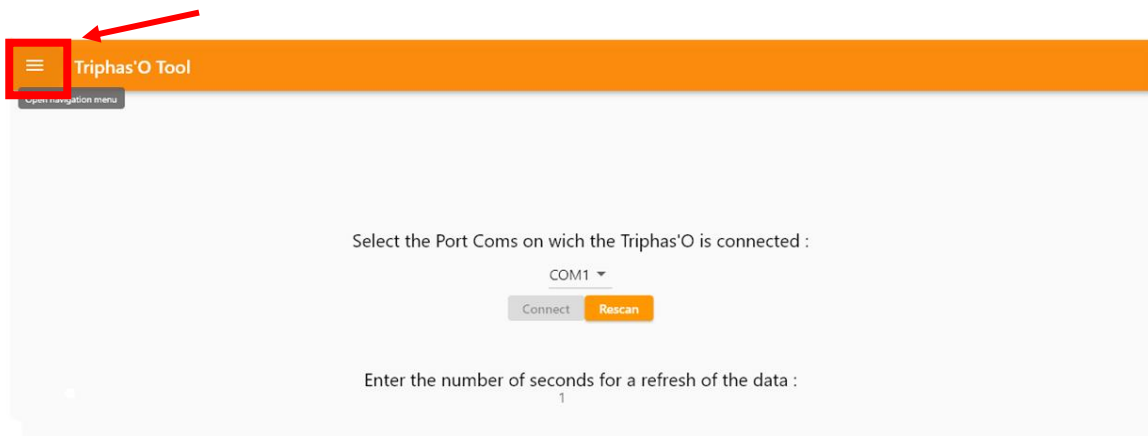 Triphas'O Tool
Open navigation menu
Select the Port Coms on wich the Triphas'O is connected :
COM1
Connect Rescan
Enter the number of seconds for a refresh of the data :
1